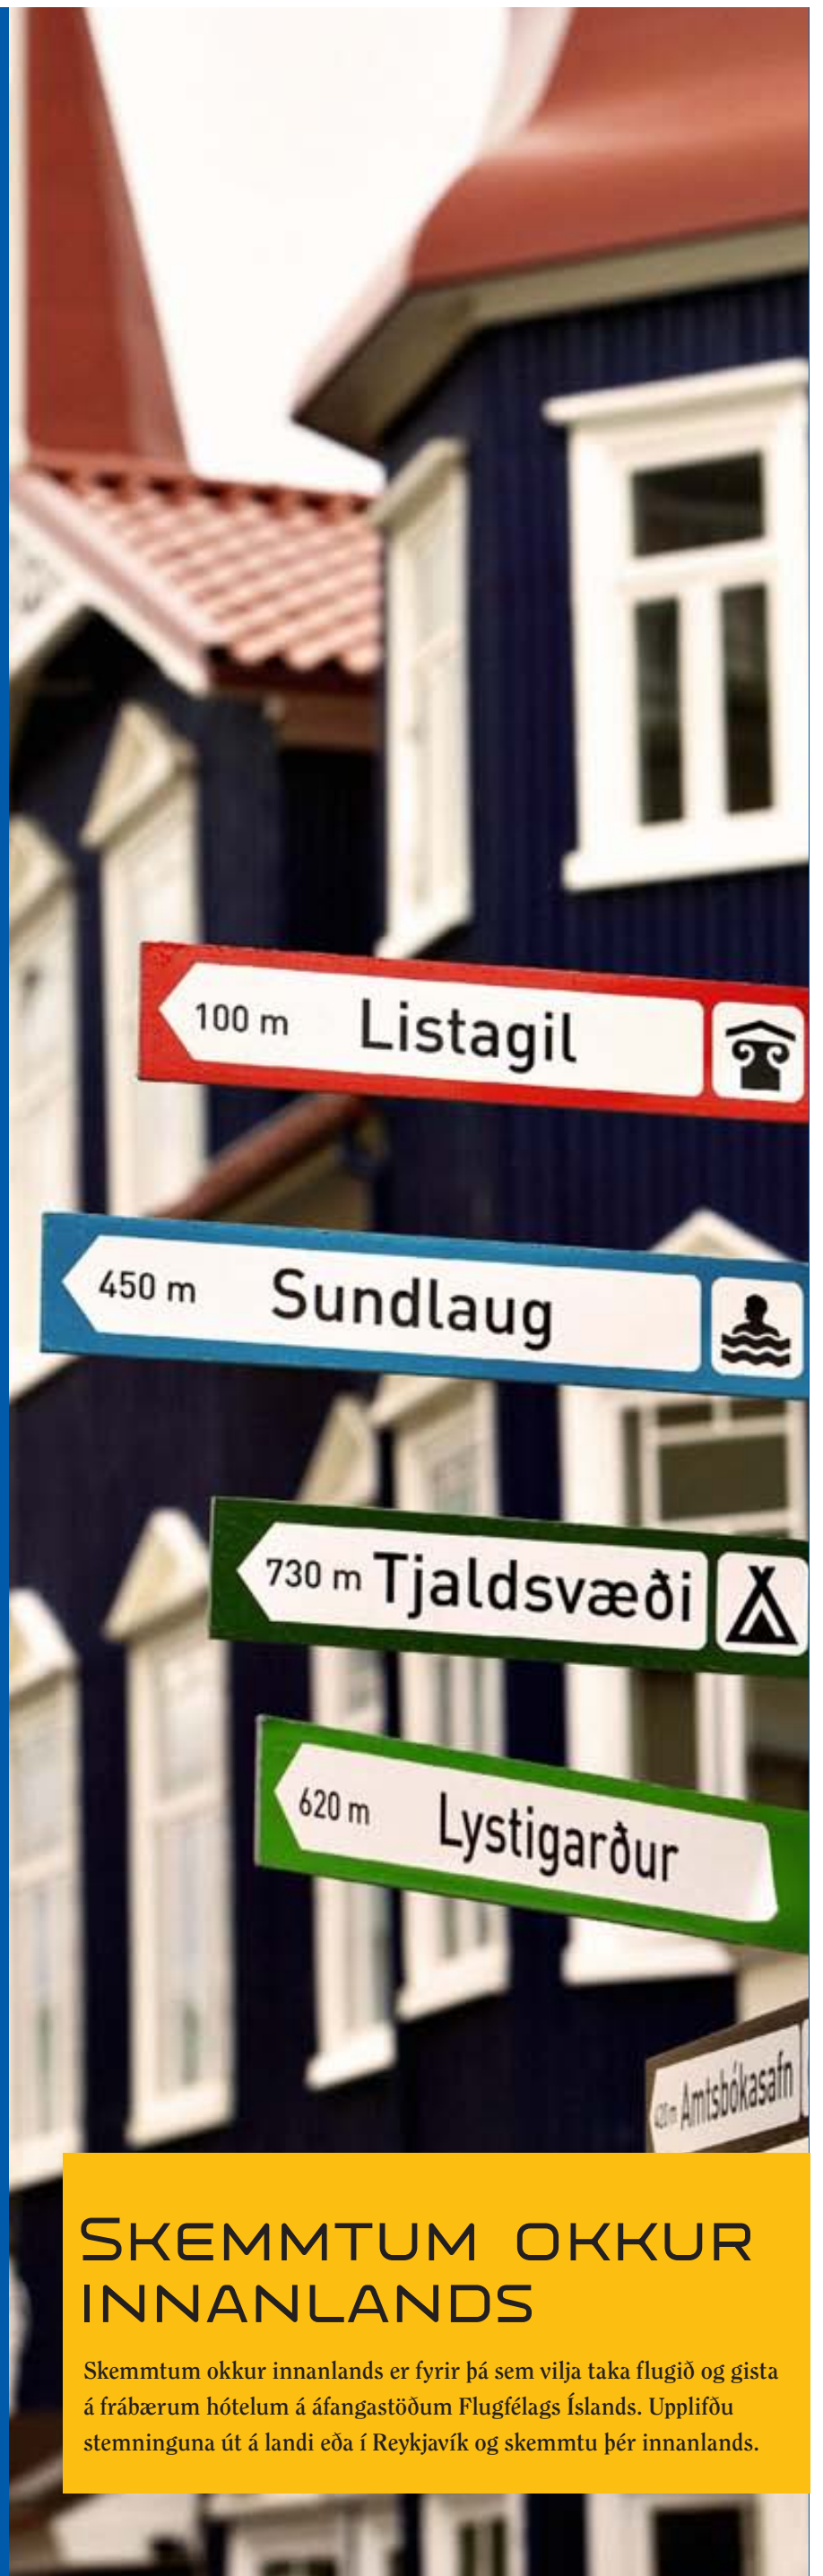 100 m Listagil
450 m Sundlaug
730 m Tjaldsvæði
620 m Lystigarður
420 m Amtsbókasafn
SKEMMTUM OKKUR
INNANLANDS
Skemmtum okkur innanlands er fyrir þá sem vilja taka flugið og gista
á frábærum hótelum á áfangastöðum Flugfélags Íslands. Upplifðu
stemninguna út á landi eða í Reykjavík og skemmtu þér innanlands.